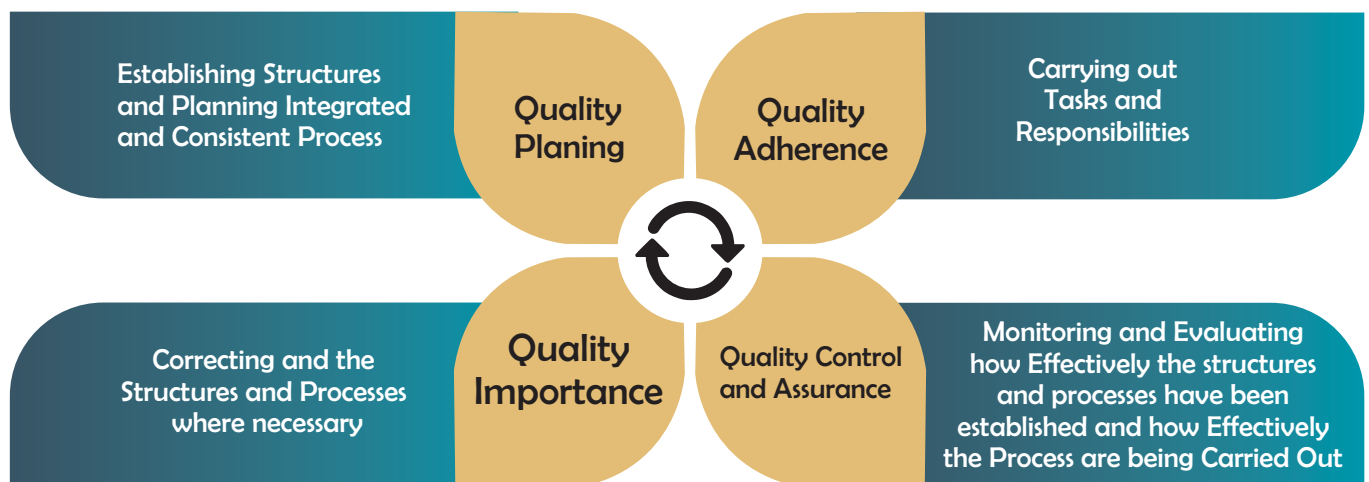 Establishing Structures
and Planning Integrated
and Consistent Process
Quality
Planing
Quality
Adherence
Carrying out
Tasks and
Responsibilities
Correcting and the
Structures and Processes
where necessary
Quality
Importance
Quality Control
and Assurance
Monitoring and Evaluating
how Effectively the structures
and processes have been
established and how Effectively
the Process are being Carried Out